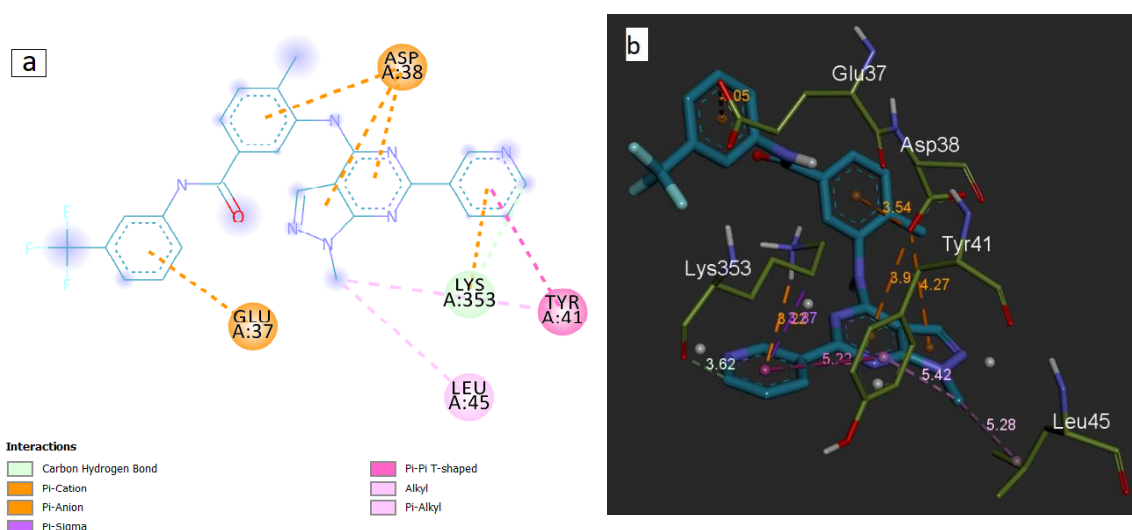 a
ASP
A:38
N
N
N
N
N
N
N
N
O
F
F
F
GLU
A:37
LYS
A:353
TYR
A:41
LEU
A:45
Interactions
Carbon Hydrogen Bond
Pi-Cation
Pi-Anion
Pi-Sigma
Pi-Pi T-shaped
Alkyl
Pi-Alkyl
b
Glu37
Asp38
3.54
Tyr41
Lys353
3.9
4.27
3.62
5.22
5.42
5.28
Leu45